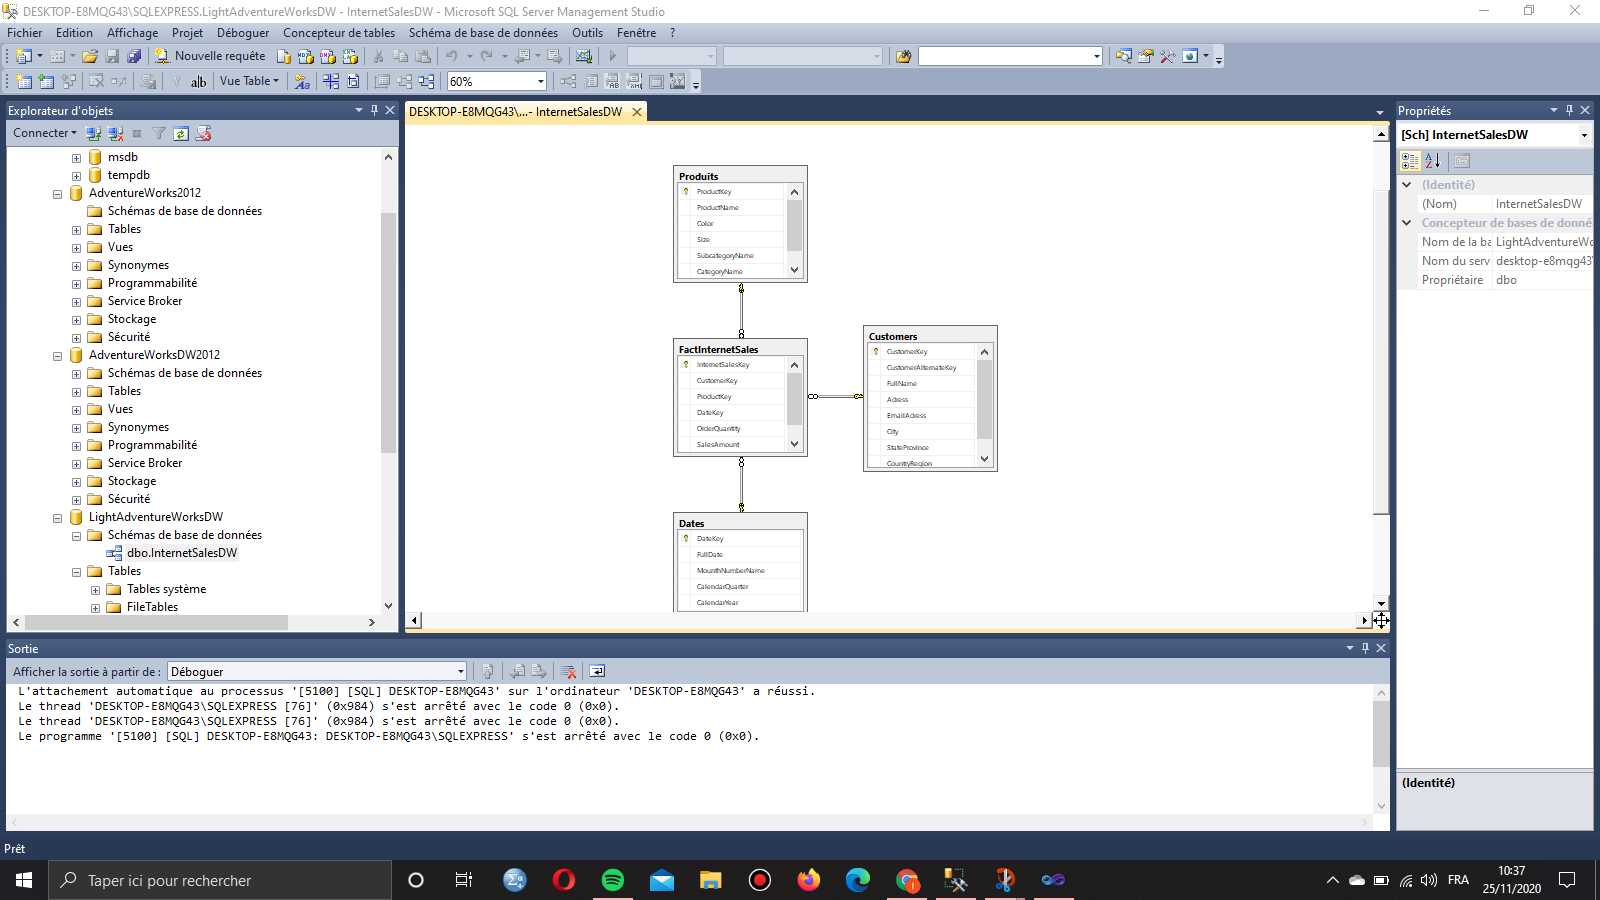 DESKTOP-E8MQG43\SQLEXPRESS.LightAdventureWorksDW - InternetSalesDW - Microsoft SQL Server Management Studio
Fichier Edition Affichage Projet Déboguer Concepteur de tables Schéma de base de données Outils Fenêtre ?
Nouvelle requête
ab Vue Table 60%
Explorateur d'objets
Connecter
msdb
tempdb
AdventureWorks2012
Schémas de base de données
Tables
Vues
Synonymes
Programmabilité
Service Broker
Stockage
Sécurité
AdventureWorksDW2012
Schémas de base de données
Tables
Vues
Synonymes
Programmabilité
Service Broker
Stockage
Sécurité
LightAdventureWorksDW
Schémas de base de données
dbo.InternetSalesDW
Tables
Tables système
FileTables
DESKTOP-E8MQG43\...- InternetSalesDW
Produits
ProductKey
ProductName
Color
Size
SubcategoryName
CategoryName
FactInternetSales
InternetSalesKey
CustomerKey
ProductKey
DateKey
OrderQuantity
SalesAmount
Customers
CustomerKey
CustomerAlternateKey
FullName
Adress
EmailAdress
City
StateProvince
CountryRegion
Dates
DateKey
FullDate
MounthNumberName
CalendarQuarter
CalendarYear
Propriétés
[Sch] InternetSalesDW
(Identité)
(Nom) InternetSalesDW
Concepteur de bases de donné
Nom de la ba LightAdventureWo
Nom du serv desktop-e8mqg43\
Propriétaire dbo
(Identité)
Sortie
Afficher la sortie à partir de : Déboguer
L'attachement automatique au processus '[5100] [SQL] DESKTOP-E8MQG43' sur l'ordinateur 'DESKTOP-E8MQG43' a réussi.
Le thread 'DESKTOP-E8MQG43\SQLEXPRESS [76]' (0x984) s'est arrêté avec le code 0 (0x0).
Le thread 'DESKTOP-E8MQG43\SQLEXPRESS [76]' (0x984) s'est arrêté avec le code 0 (0x0).
Le programme '[5100] [SQL] DESKTOP-E8MQG43: DESKTOP-E8MQG43\SQLEXPRESS' s'est arrêté avec le code 0 (0x0).
Prêt
Taper ici pour rechercher
FRA
10:37
25/11/2020